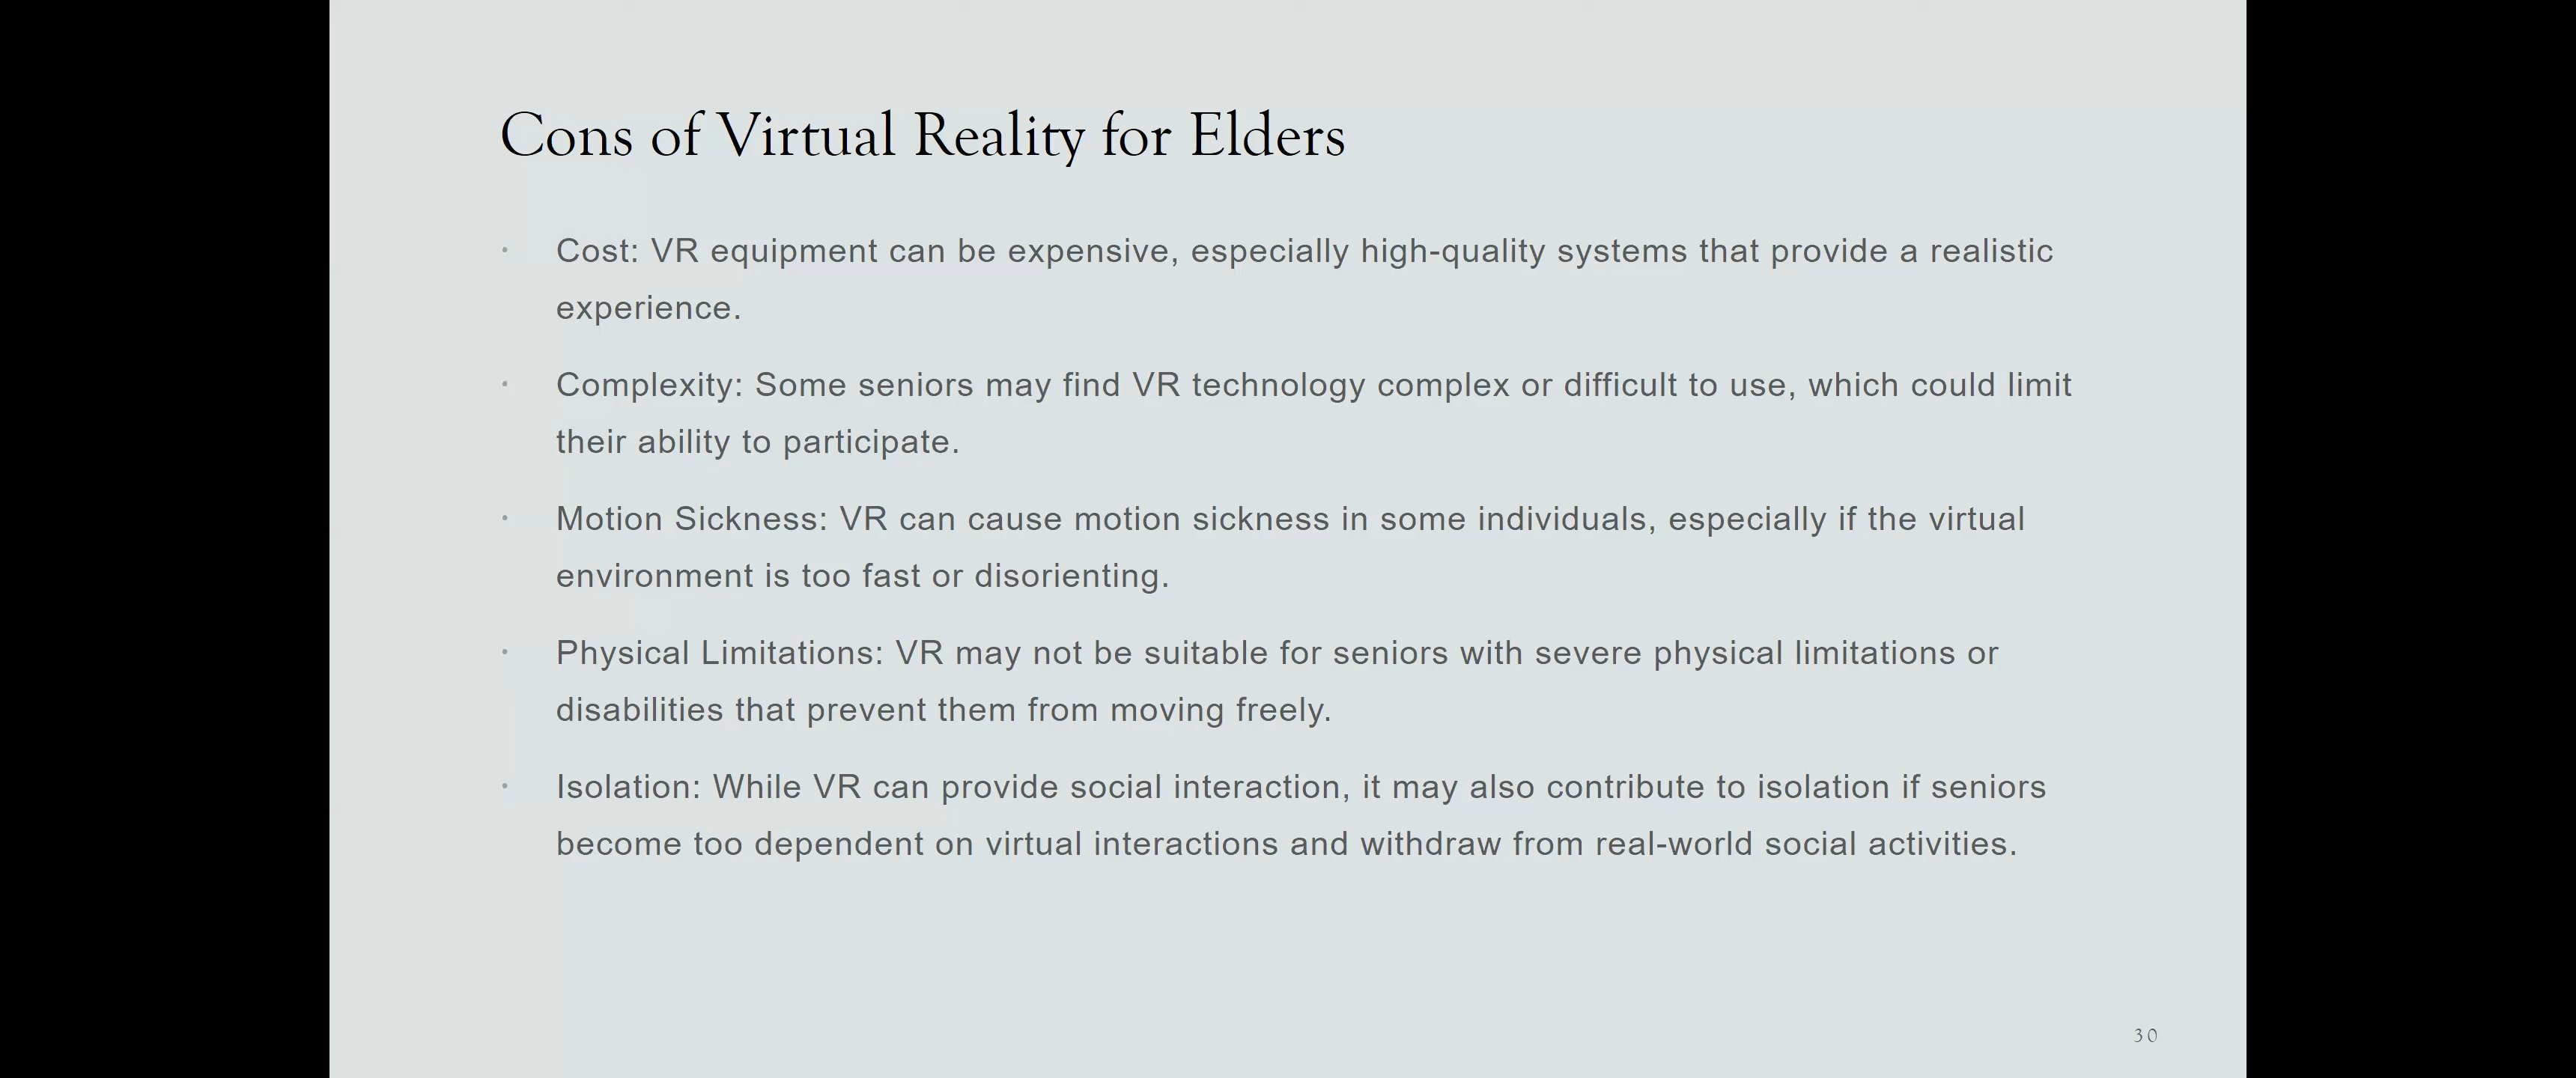 Cons of Virtual Reality for Elders
· Cost: VR equipment can be expensive, especially high-quality systems that provide a realistic
experience.
· Complexity: Some seniors may find VR technology complex or difficult to use, which could limit
their ability to participate.
· Motion Sickness: VR can cause motion sickness in some individuals, especially if the virtual
environment is too fast or disorienting.
· Physical Limitations: VR may not be suitable for seniors with severe physical limitations or
disabilities that prevent them from moving freely.
· Isolation: While VR can provide social interaction, it may also contribute to isolation if seniors
become too dependent on virtual interactions and withdraw from real-world social activities.
30